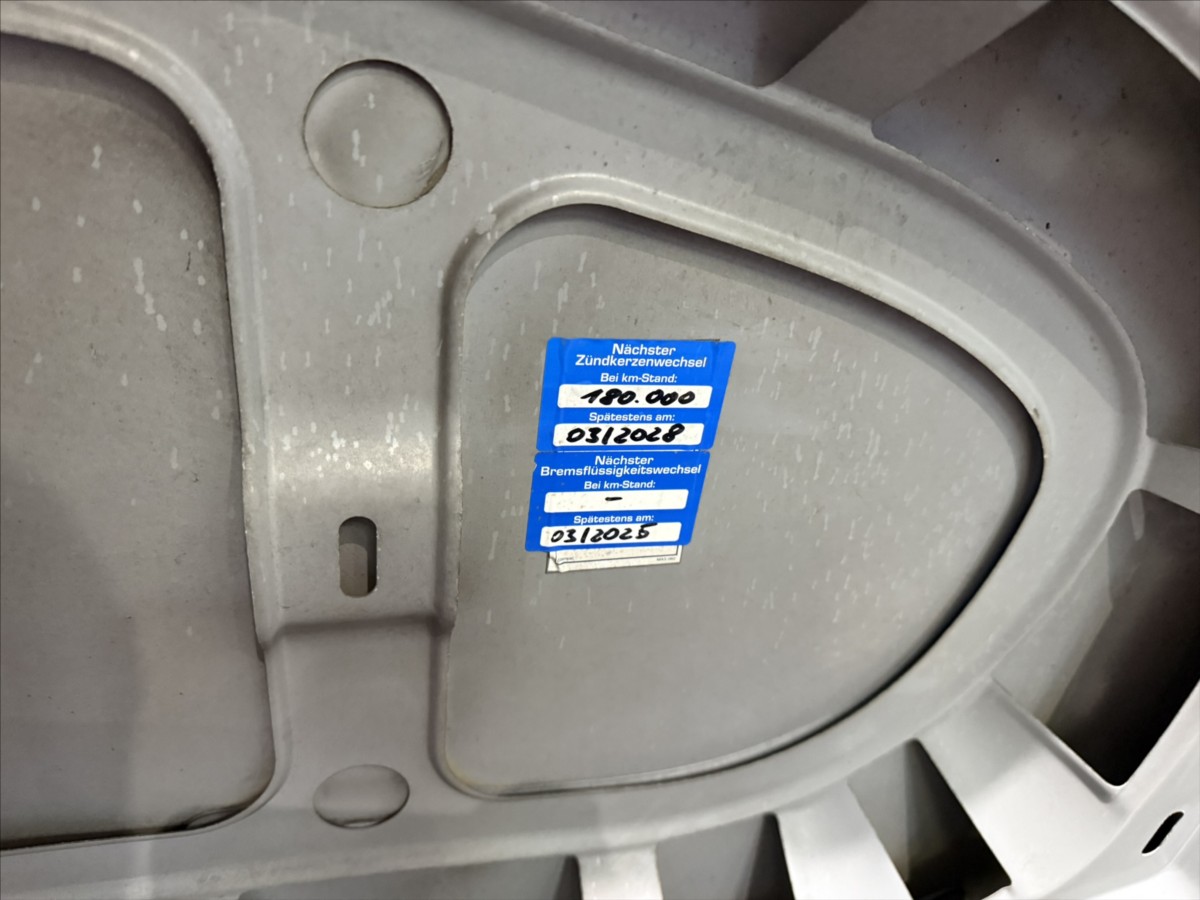 Nächster
Zündkerzenwechsel
Bei km-Stand:
180.000
Spätestens am:
03/2028
Nächster
Bremsflüssigkeitswechsel
Bei km-Stand:
-
Spätestens am:
03/2025